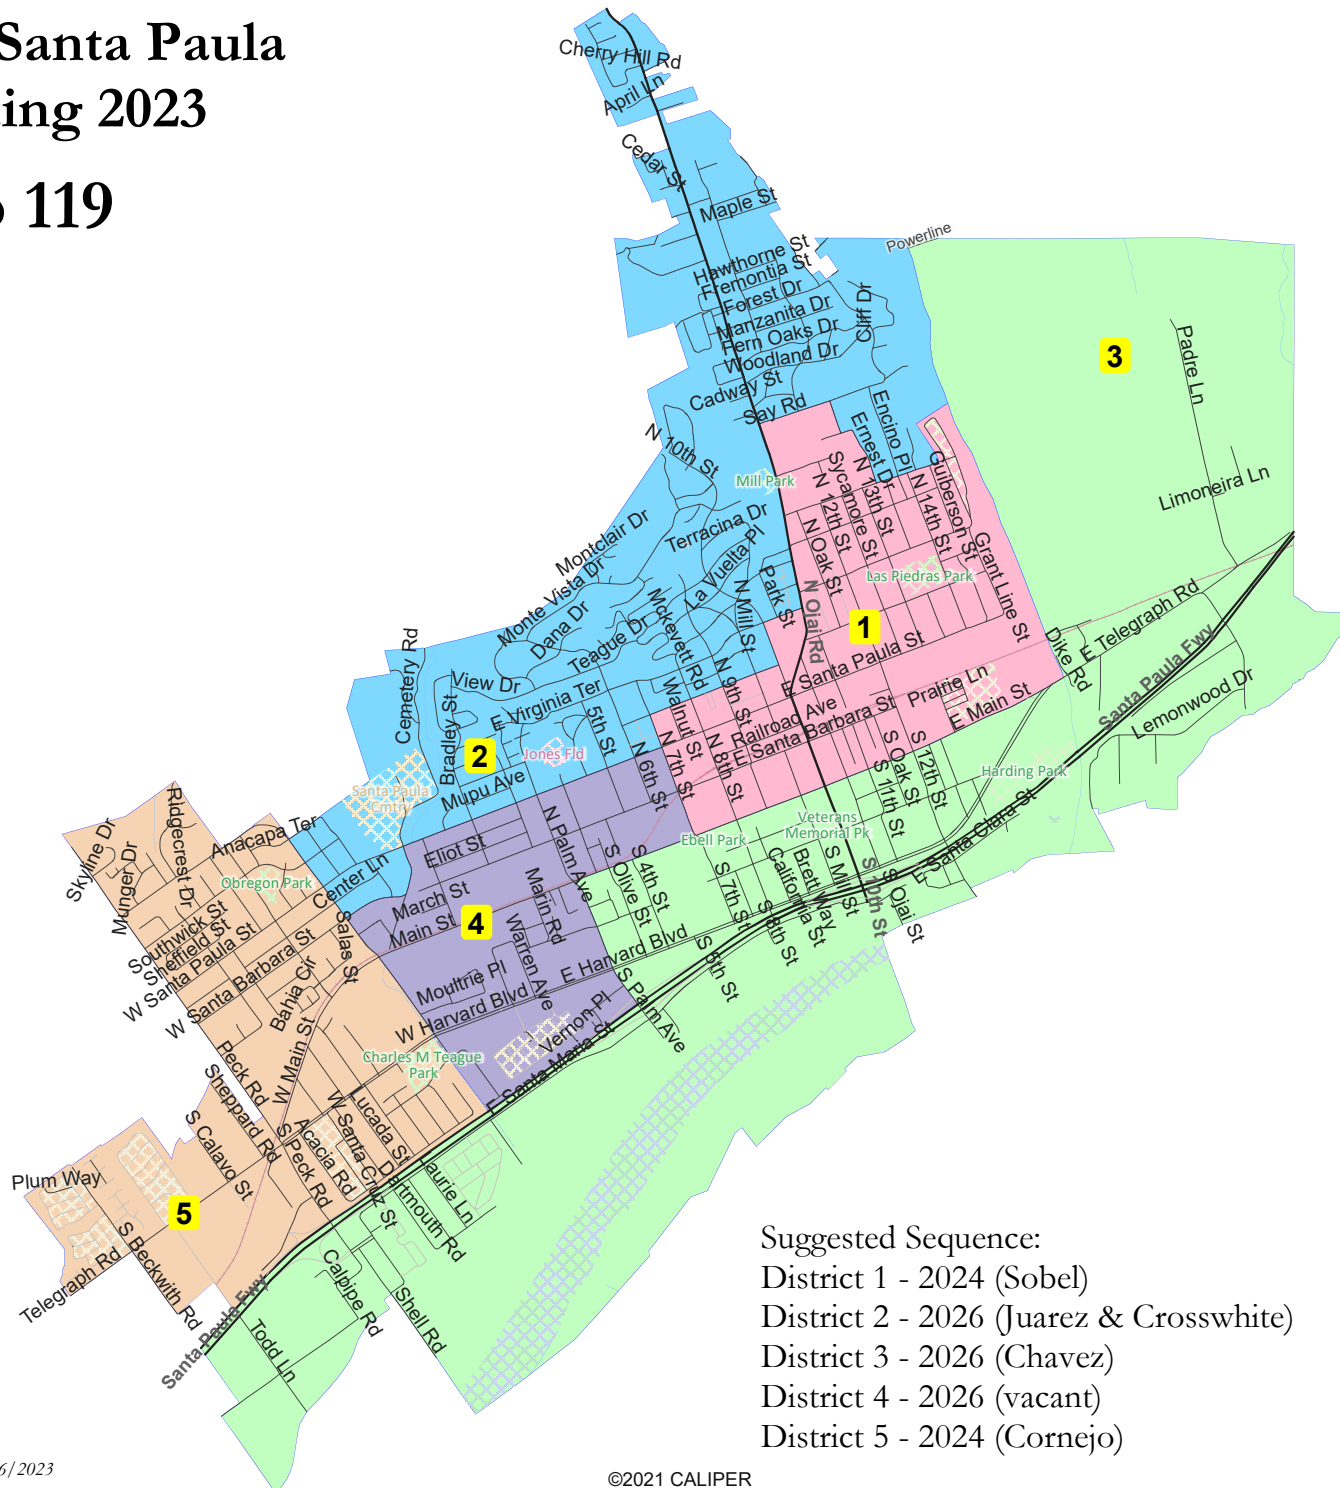 Santa Paula
ing 2023
119
Cherry Hill Rd
April Ln
Cedar St
Maple St
Powerline
Hawthorne St
Fremontia St
Forest Dr
Manzanita Dr
Fern Oaks Dr
Woodland Dr
Cadway St
Say Rd
Cliff Dr
Encino Pl
Ernest Dr
3
Padre Ln
Limoneira Ln
N 10th St
Mill Park
Sycamore St
N 13th St
N 12th St
N 14th St
Guiberson St
Grant Line St
N Oak St
Las Piedras Park
Terracina Dr
La Vuelta Pl
Montclair Dr
Monte Vista Dr
Dana Dr
Teague Dr
Mckevett Rd
N Mill St
Park St
N Ojai Rd
1
E Santa Paula St
Dike Rd
E Telegraph Rd
Santa Paula Fwy
Lemonwood Dr
Cemetery Rd
View Dr
Bradley St
E Virginia Ter
5th St
Walnut St
N 9th St
Railroad Ave
E Santa Barbara St
Prairie Ln
E Main St
2
Jones Fld
Mupu Ave
N 6th St
N 7th St
N 8th St
S Oak St
S 12th St
S 11th St
Harding Park
Santa Paula
Cmtry
Skyline Dr
Ridgecrest Dr
Munger Dr
Anacapa Ter
Obregon Park
Center Ln
Eliot St
N Palm Ave
Ebell Park
Veterans
Memorial Pk
E Santa Clara St
March St
Main St
4
Marin Rd
Warren Ave
S Olive St
S 4th St
S 7th St
S 8th St
California St
Brett Way
S Mill St
S 10th St
S Ojai St
Southwick St
Sheffield St
W Santa Paula St
W Santa Barbara St
Salas St
Bahia Cir
W Main St
Moultrie Pl
E Harvard Blvd
W Harvard Blvd
S 5th St
S Palm Ave
Vernon Pl
E Santa Maria St
Charles M Teague
Park
Peck Rd
Sheppard Rd
S Calavo St
S Peck Rd
Acacia Rd
W Santa Cruz St
Lucada St
Dartmouth Rd
Laurie Ln
Plum Way
5
S Beckwith Rd
Telegraph Rd
Santa Paula Fwy
Todd Ln
Calpipe Rd
Shell Rd
Suggested Sequence:
District 1 - 2024 (Sobel)
District 2 - 2026 (Juarez & Crosswhite)
District 3 - 2026 (Chavez)
District 4 - 2026 (vacant)
District 5 - 2024 (Cornejo)
6/2023
©2021 CALIPER